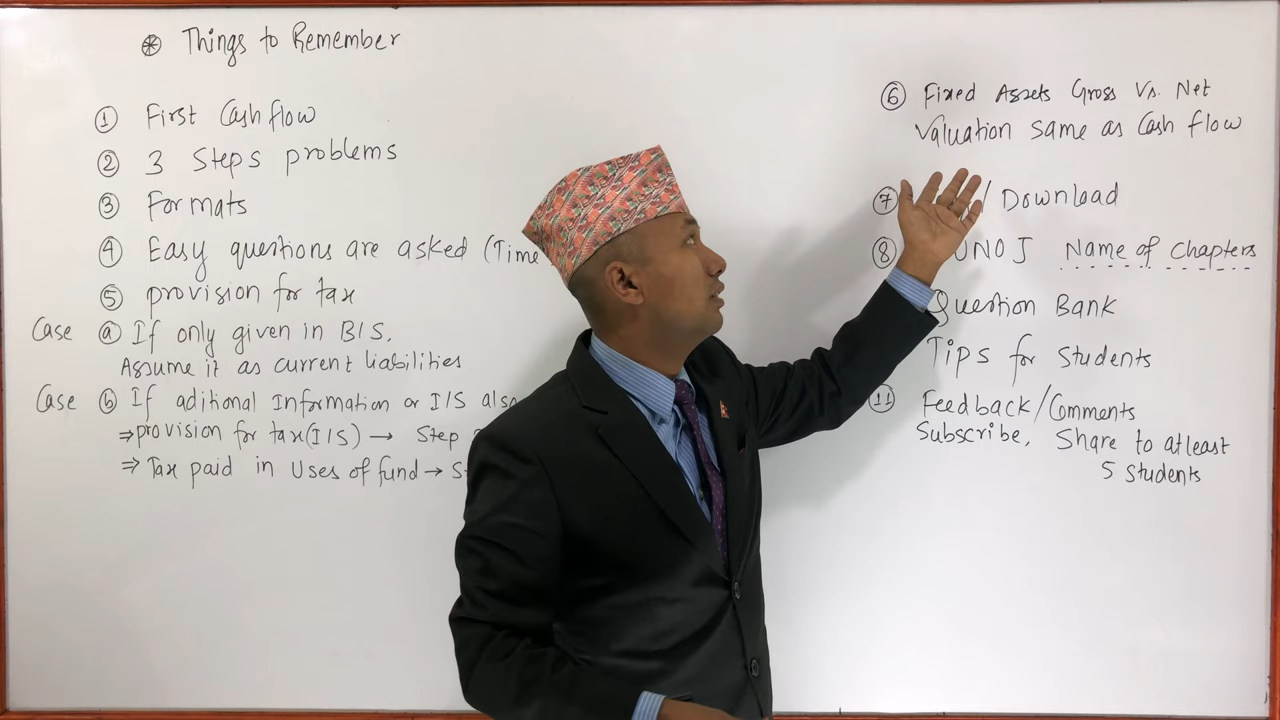 ⊛ Things to Remember
① First Cash flow
② 3 Steps problems
③ Formats
④ Easy questions are asked (Time
⑤ provision for tax
Case ⓐ If only given in B/S.
Assume it as current liabilities
Case ⓑ If aditional Information or I/S also
⇒ provision for tax (I/S) → Step
⇒ Tax paid in Uses of fund →
⑥ Fixed Assets Gross Vs. Net
Valuation same as Cash flow
⑦ / Download
⑧ UNOJ Name of Chapters
Question Bank
Tips for Students
⑪ Feedback/Comments
Subscribe, Share to atleast
5 students